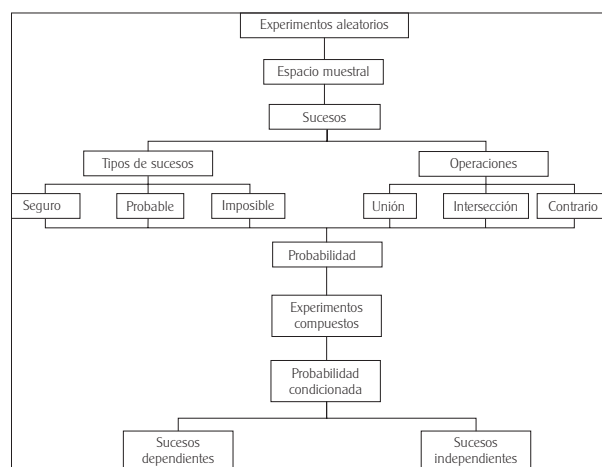 Experimentos aleatorios
Espacio muestral
Sucesos
Tipos de sucesos
Operaciones
Seguro
Probable
Imposible
Unión
Intersección
Contrario
Probabilidad
Experimentos
compuestos
Probabilidad
condicionada
Sucesos
dependientes
Sucesos
independientes